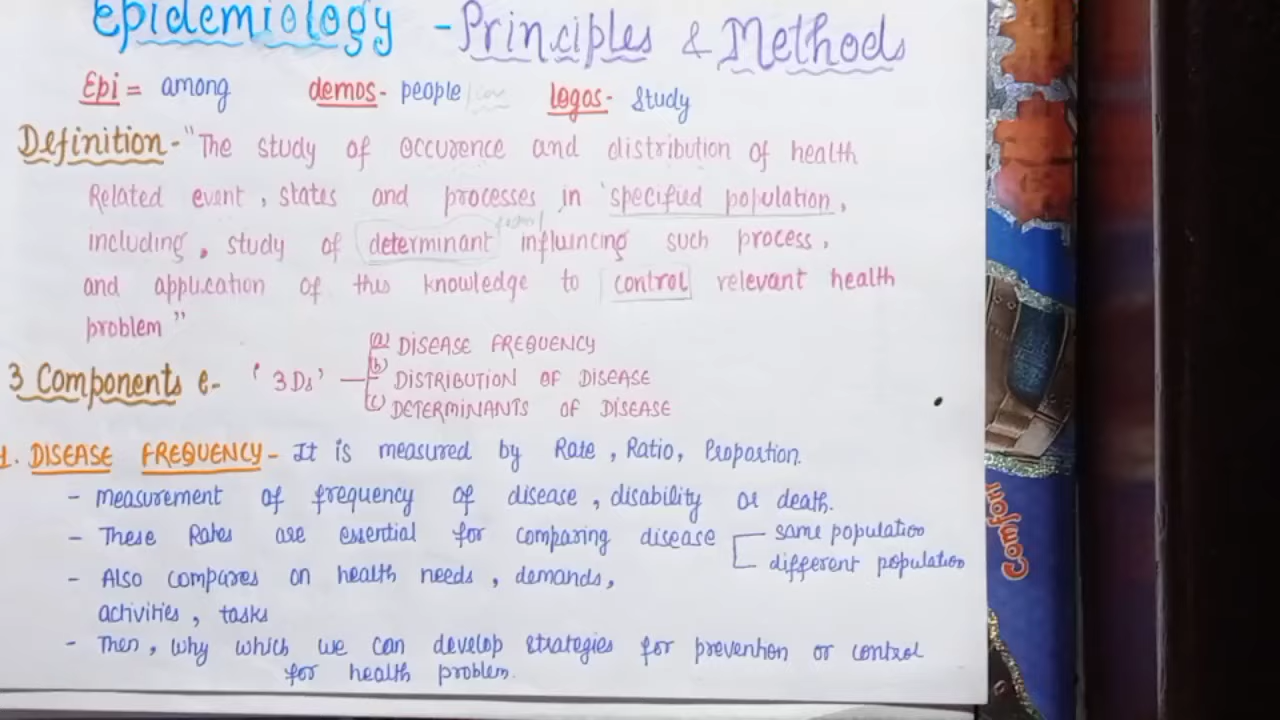 Epidemiology - Principles & Methods
Epi = among demos- people logos- Study
Definition - "The study of occurence and distribution of health
Related event, states and processes in specified population,
including, study of determinant influincing such process,
and application of this knowledge to control relevant health
problem"
3 Components e- '3Ds' — (a) DISEASE FREQUENCY
(b) DISTRIBUTION OF DISEASE
(c) DETERMINANTS OF DISEASE
1. DISEASE FREQUENCY - It is measured by Rate, Ratio, Proportion.
- measurement of frequency of disease, disability or death.
- These Rates are essential for comparing disease same population
different population
- Also compares on health needs, demands,
activities, tasks
- Then, why which we can develop strategies for prevention or control
for health problem.